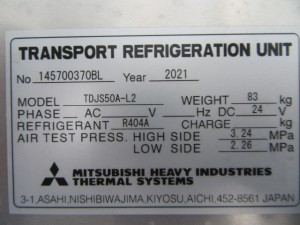 TRANSPORT REFRIGERATION UNIT
No 145700370BL Year 2021
MODEL TDJS50A-L2 WEIGHT 83 kg
PHASE AC V Hz DC 24 V
REFRIGERANT R404A CHARGE kg
AIR TEST PRESS. HIGH SIDE 3.24 MPa
LOW SIDE 2.26 MPa
MITSUBISHI HEAVY INDUSTRIES
THERMAL SYSTEMS
3-1,ASAHI,NISHIBIWAJIMA,KIYOSU,AICHI,452-8561 JAPAN